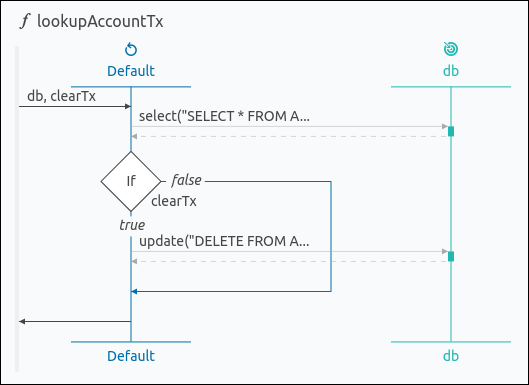 f lookupAccountTx
Default
db
db, clearTx
select("SELECT * FROM A...
If
false
clearTx
true
update("DELETE FROM A...
Default
db